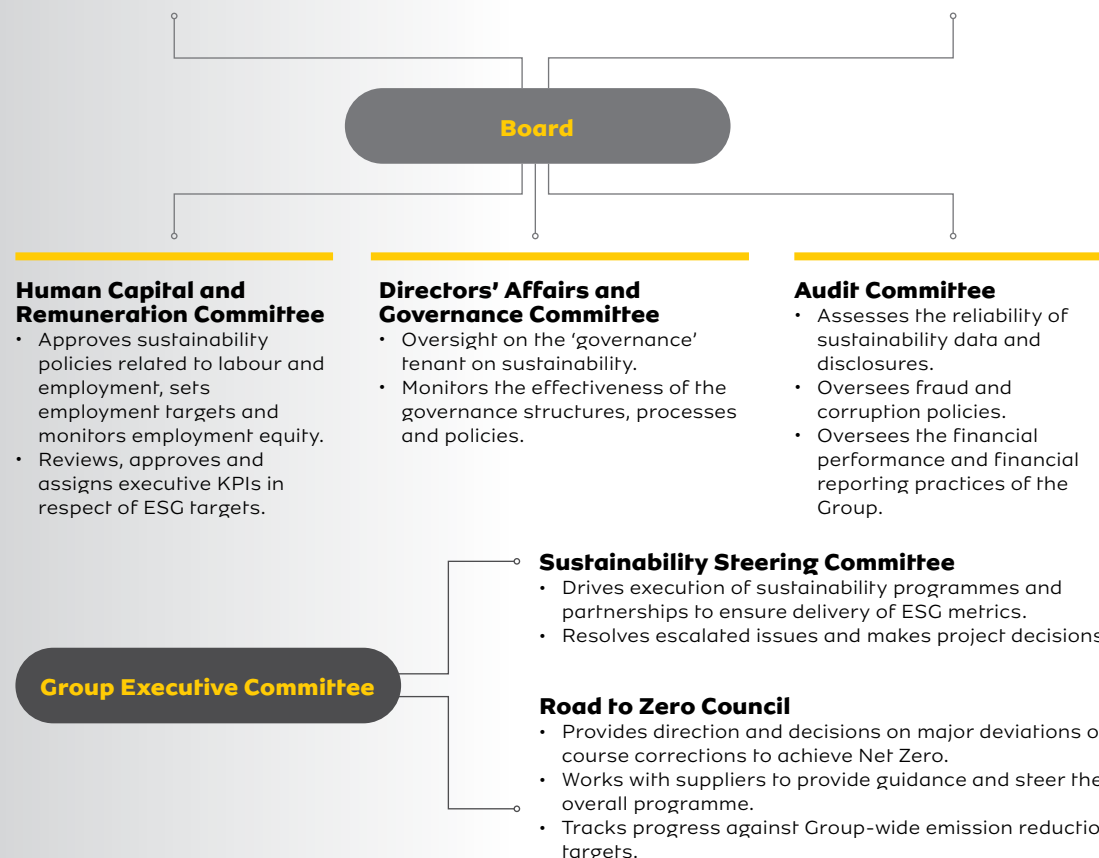 Board
Human Capital and
Remuneration Committee
• Approves sustainability
policies related to labour and
employment, sets
employment targets and
monitors employment equity.
• Reviews, approves and
assigns executive KPIs in
respect of ESG targets.
Directors' Affairs and
Governance Committee
• Oversight on the 'governance'
tenant on sustainability.
• Monitors the effectiveness of the
governance structures, processes
and policies.
Audit Committee
• Assesses the reliability of
sustainability data and
disclosures.
• Oversees fraud and
corruption policies.
• Oversees the financial
performance and financial
reporting practices of the
Group.
Group Executive Committee
Sustainability Steering Committee
• Drives execution of sustainability programmes and
partnerships to ensure delivery of ESG metrics.
• Resolves escalated issues and makes project decisions
Road to Zero Council
• Provides direction and decisions on major deviations
course corrections to achieve Net Zero.
• Works with suppliers to provide guidance and steer the
overall programme.
• Tracks progress against Group-wide emission
targets.